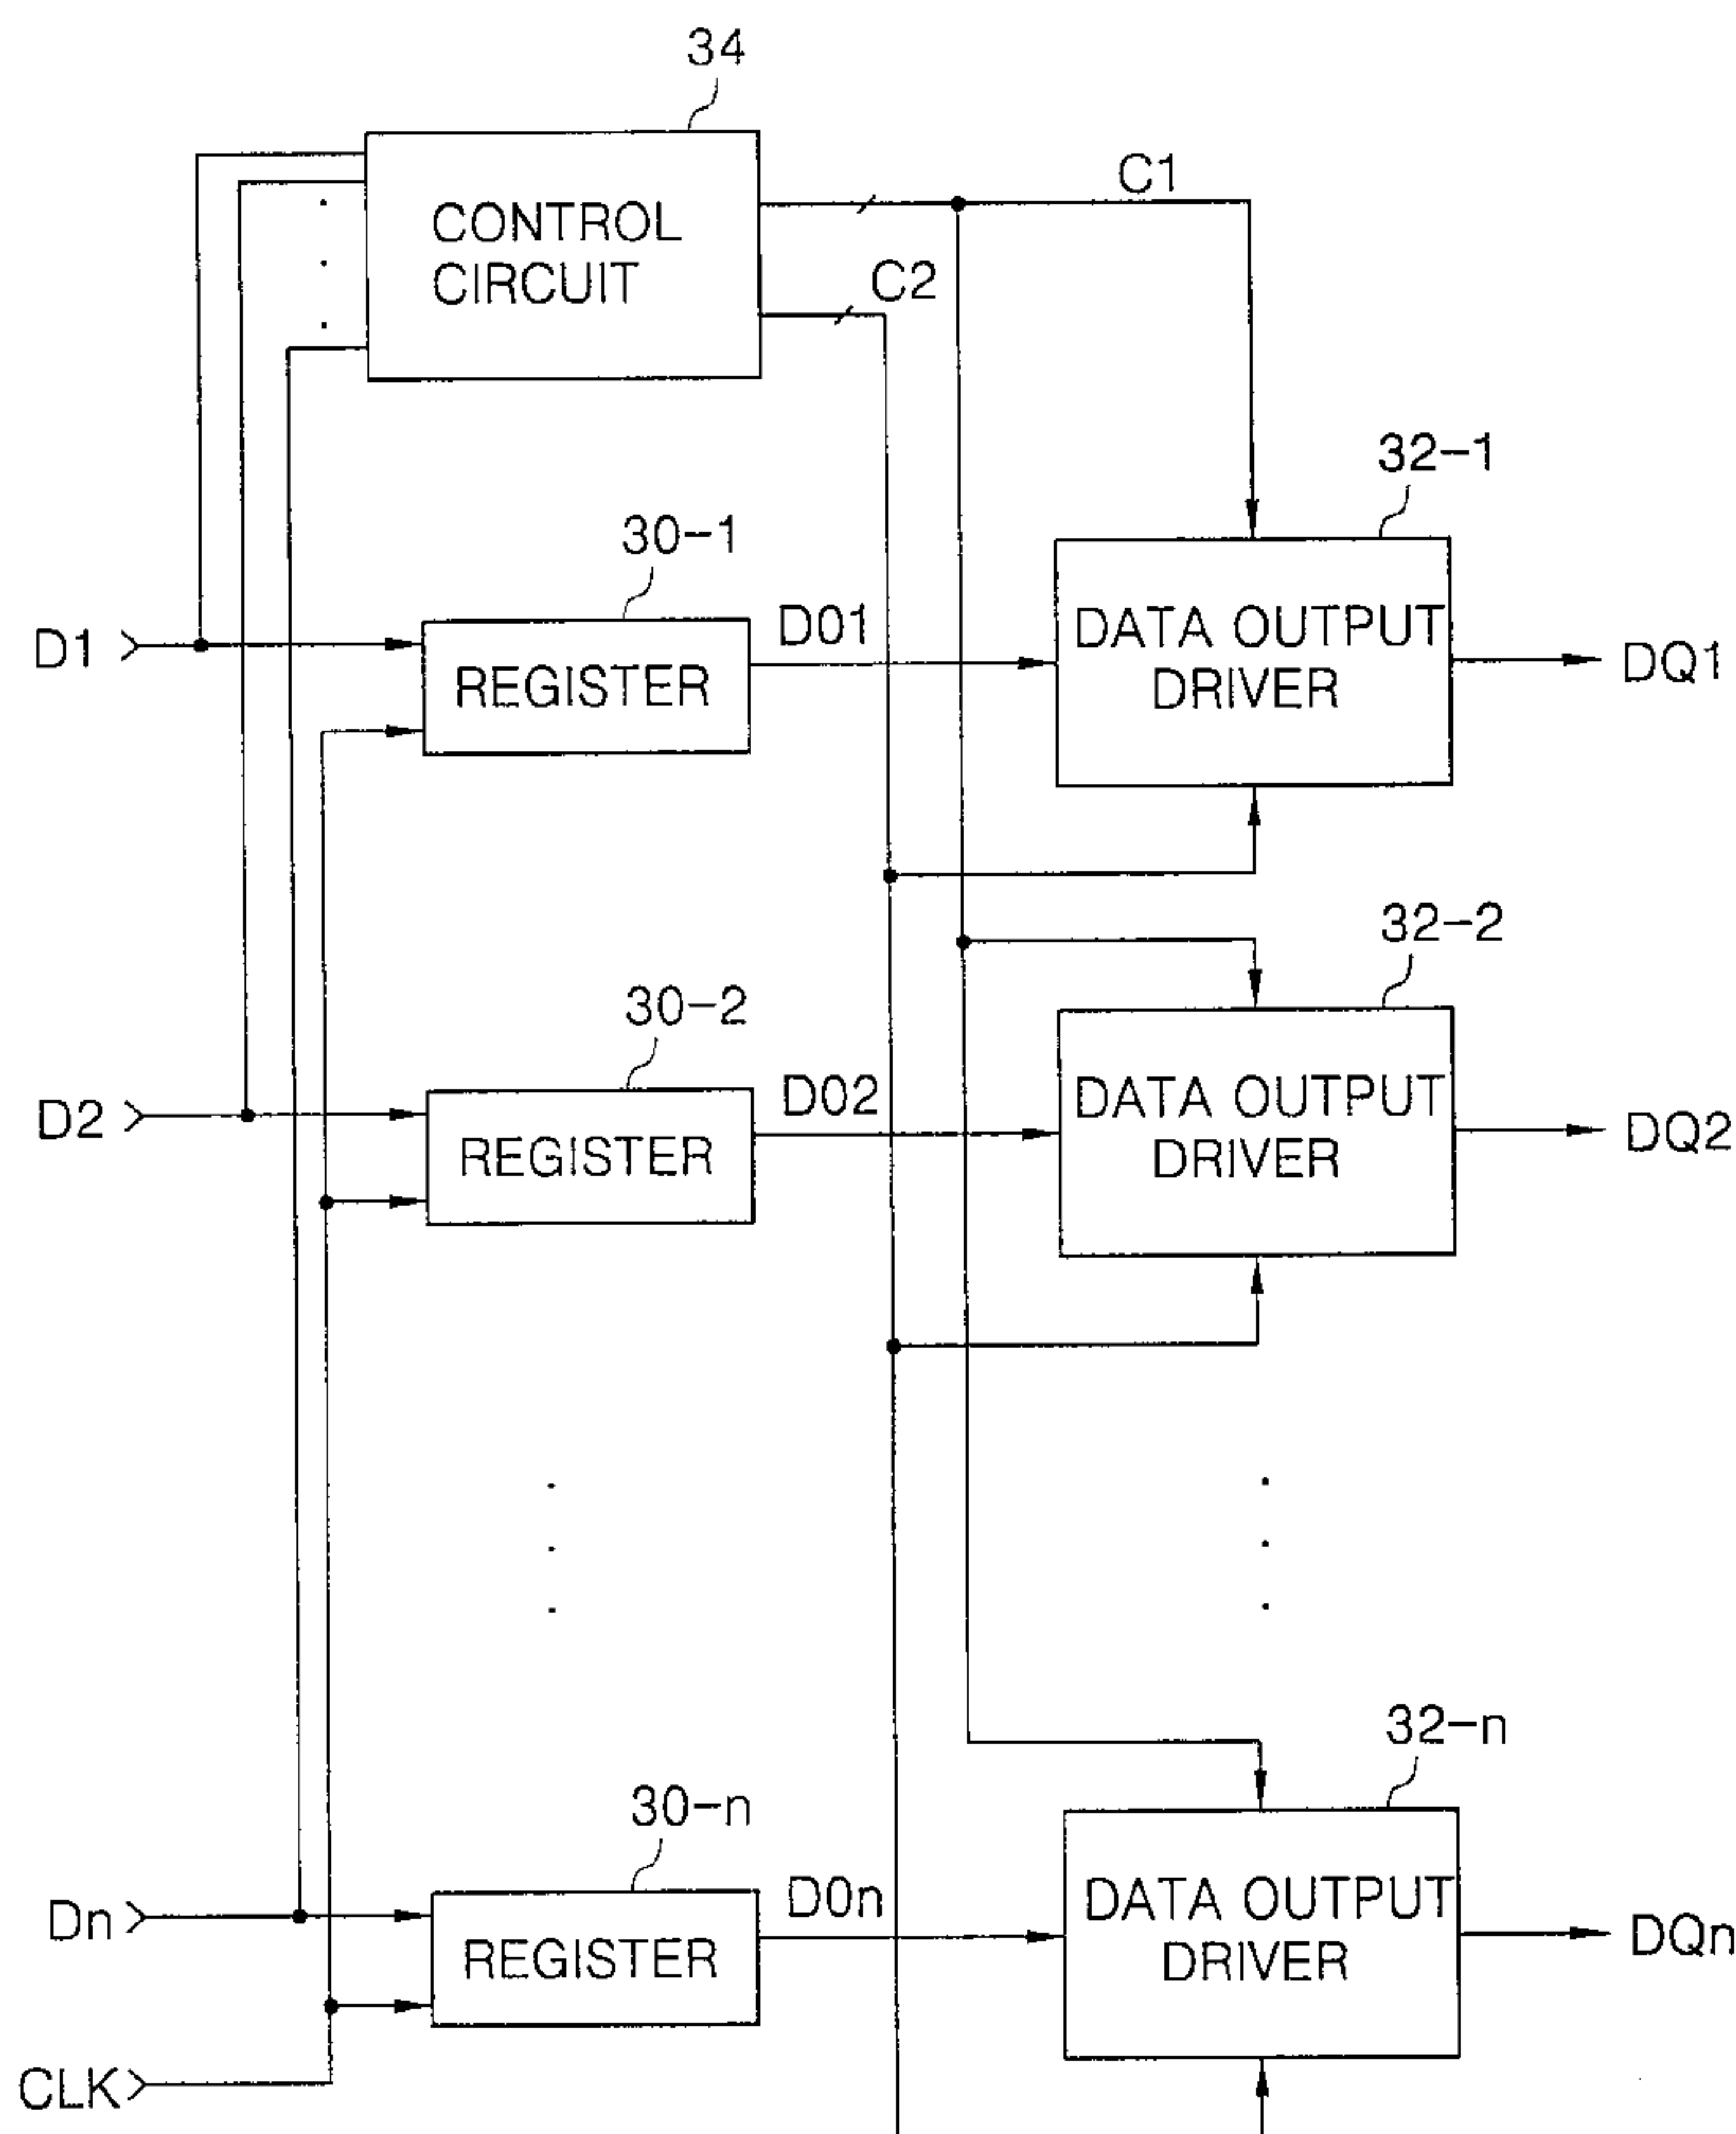 34
C1
CONTROL
CIRCUIT
C2
32-1
30-1
D1
REGISTER
D01
DATA OUTPUT
DRIVER
DQ1
32-2
30-2
D2
REGISTER
D02
DATA OUTPUT
DRIVER
DQ2
32-n
30-n
Dn
REGISTER
D0n
DATA OUTPUT
DRIVER
DQn
CLK